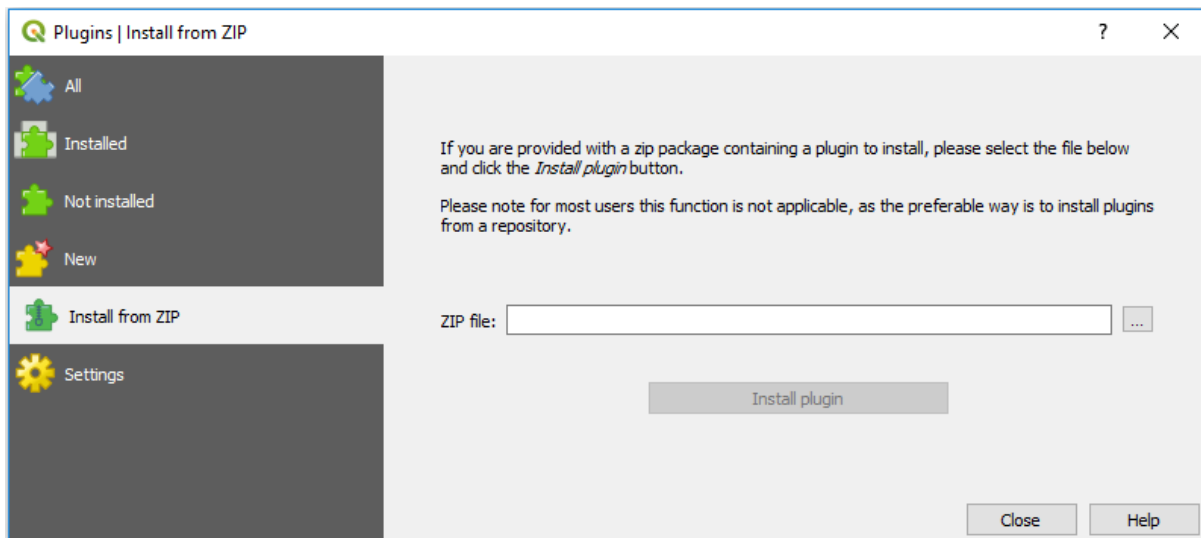 Plugins | Install from ZIP
?
All
Installed
Not installed
New
Install from ZIP
Settings
If you are provided with a zip package containing a plugin to install, please select the file below
and click the Install plugin button.
Please note for most users this function is not applicable, as the preferable way is to install plugins
from a repository.
ZIP file:
...
Install plugin
Close
Help